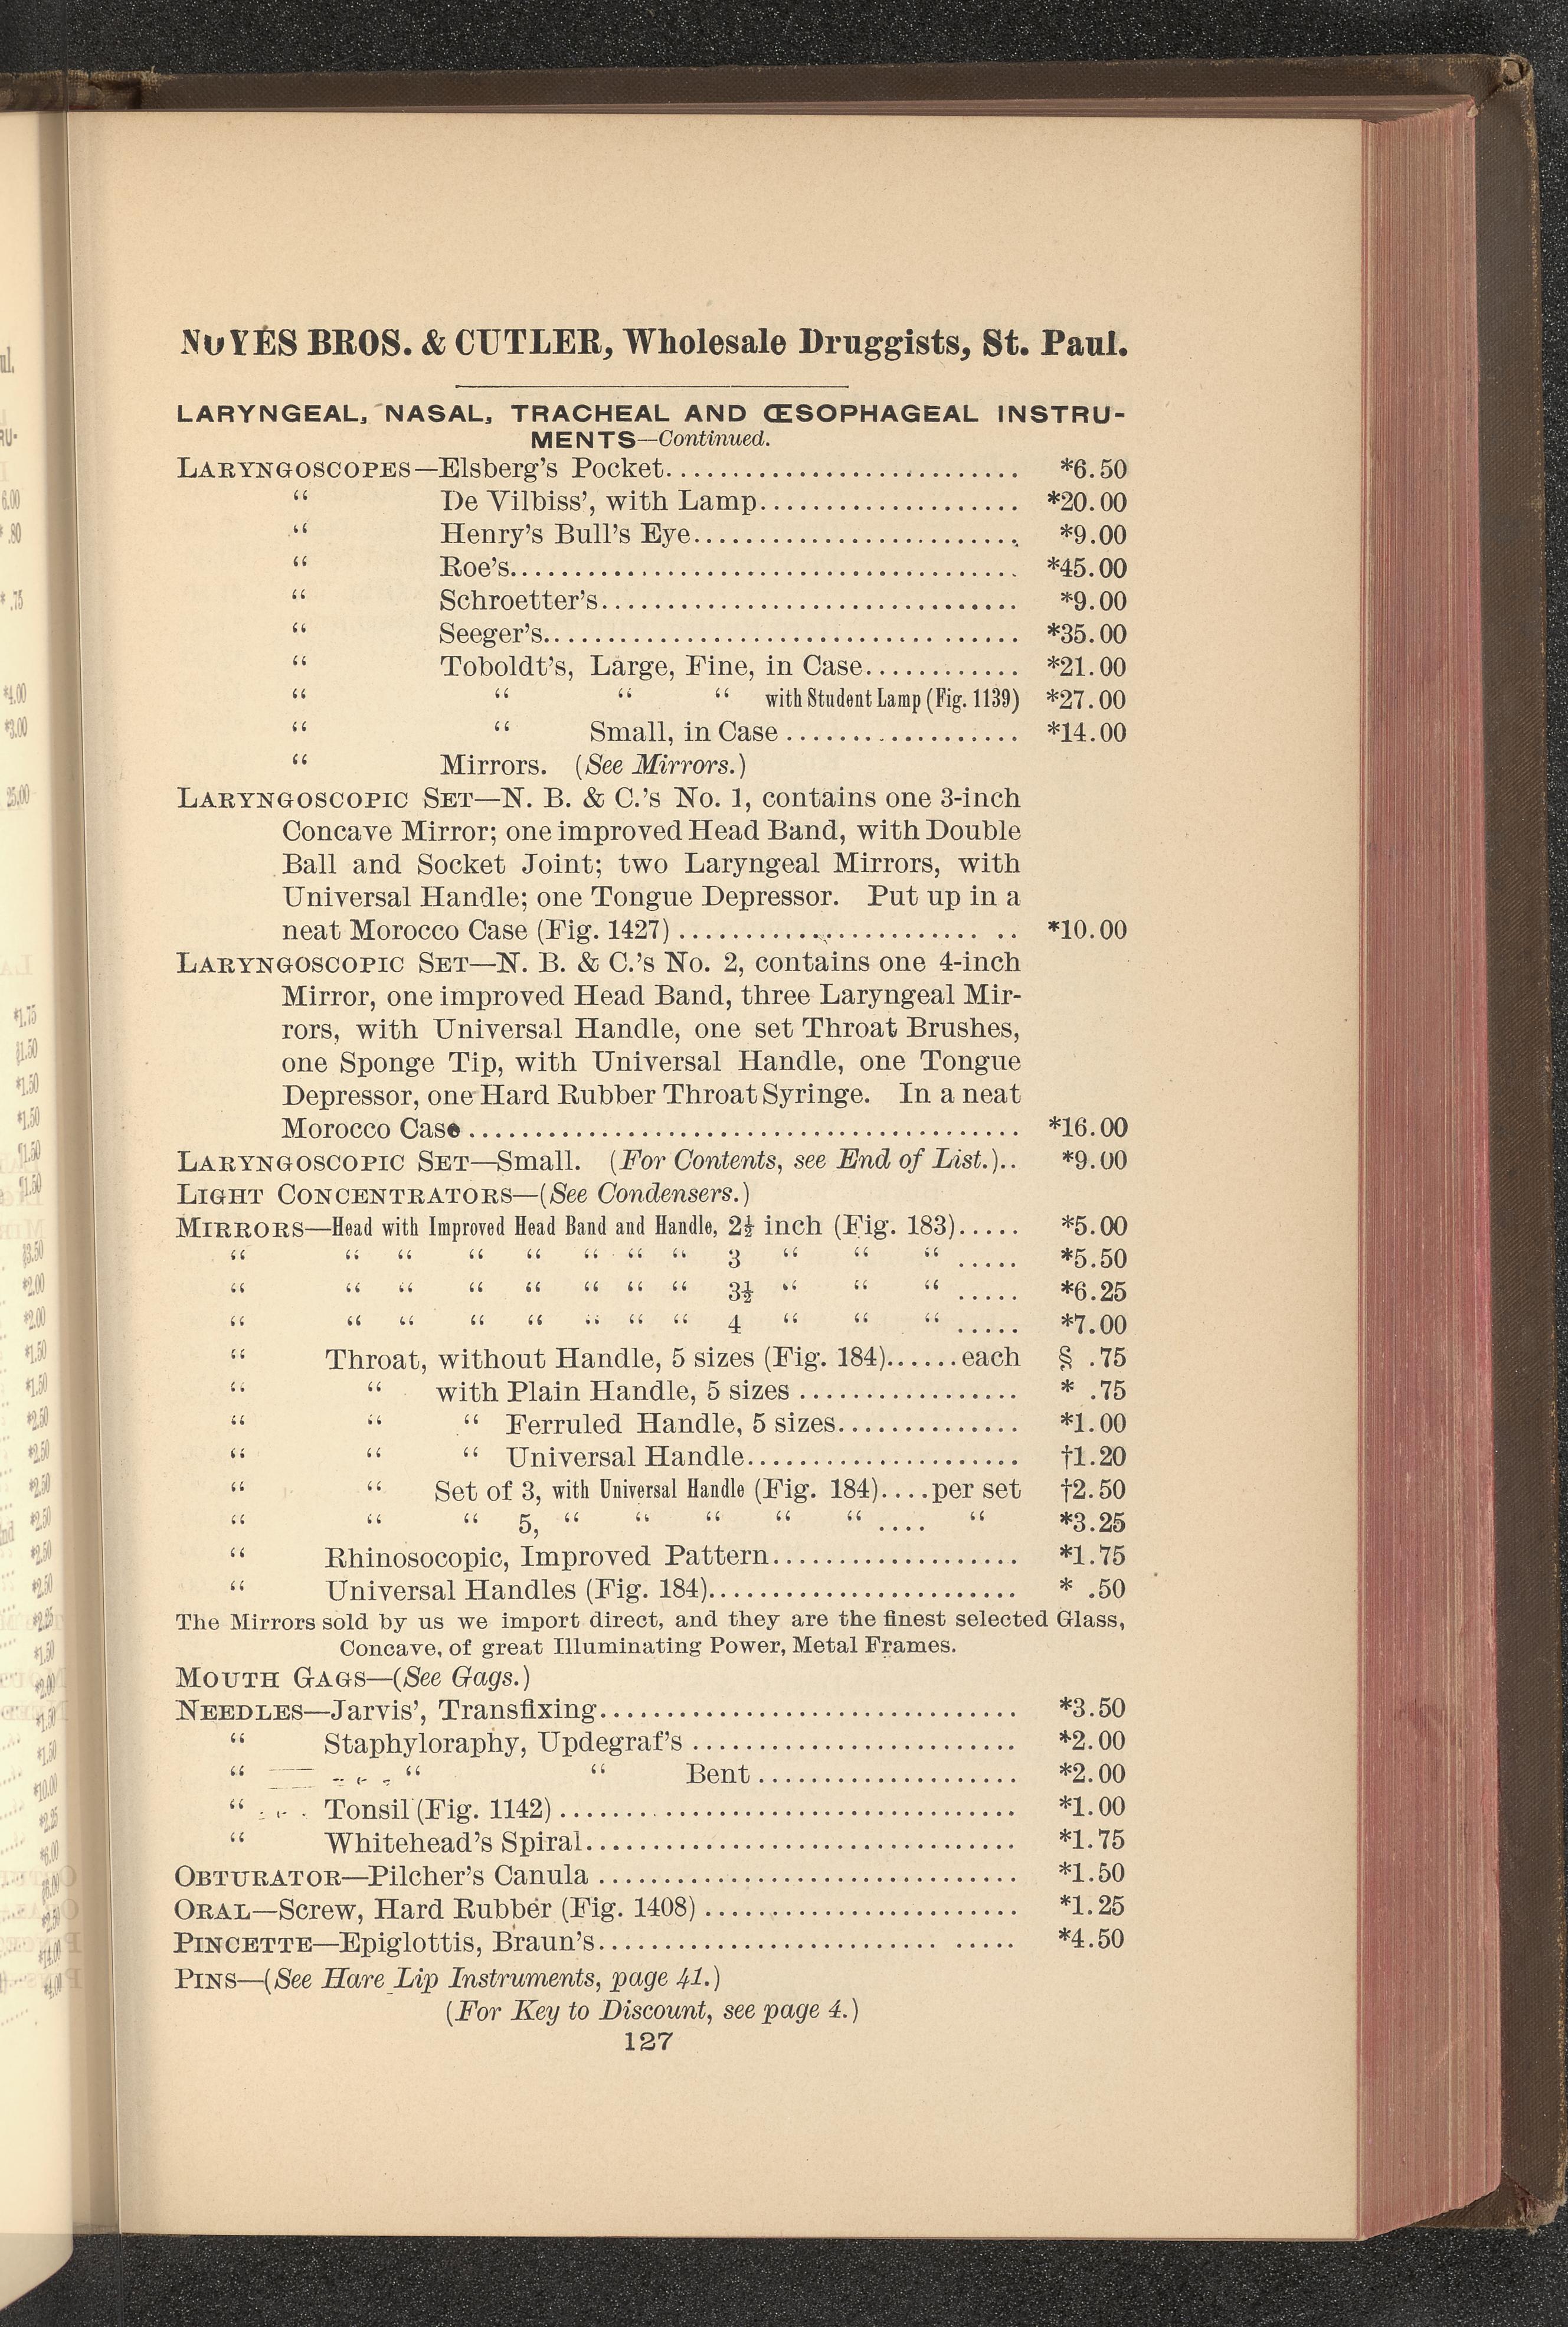 NOYES BROS. & CUTLER, Wholesale Druggists, St. Paul.
LARYNGEAL, NASAL, TRACHEAL AND ŒSOPHAGEAL INSTRU-
MENTS—Continued.
LARYNGOSCOPES—Elsberg's Pocket........................... *6.50
“ De Vilbiss', with Lamp.................... *20.00
“ Henry's Bull's Eye......................... *9.00
“ Roe's....................................... *45.00
“ Schroetter's................................ *9.00
“ Seeger's.................................... *35.00
“ Toboldt's, Large, Fine, in Case............ *21.00
“ “ “ “ with Student Lamp (Fig. 1139) *27.00
“ “ Small, in Case .................. *14.00
“ Mirrors. (See Mirrors.)
LARYNGOSCOPIC SET—N. B. & C.'s No. 1, contains one 3-inch
Concave Mirror; one improved Head Band, with Double
Ball and Socket Joint; two Laryngeal Mirrors, with
Universal Handle; one Tongue Depressor. Put up in a
neat Morocco Case (Fig. 1427) ......................... *10.00
LARYNGOSCOPIC SET—N. B. & C.'s No. 2, contains one 4-inch
Mirror, one improved Head Band, three Laryngeal Mir-
rors, with Universal Handle, one set Throat Brushes,
one Sponge Tip, with Universal Handle, one Tongue
Depressor, one Hard Rubber Throat Syringe. In a neat
Morocco Case.......................................... *16.00
LARYNGOSCOPIC SET—Small. (For Contents, see End of List.).. *9.00
LIGHT CONCENTRATORS—(See Condensers.)
MIRRORS—Head with Improved Head Band and Handle, 2½ inch (Fig. 183)..... *5.00
“ “ “ “ “ “ “ “ 3 “ “ “ ..... *5.50
“ “ “ “ “ “ “ “ 3½ “ “ “ ..... *6.25
“ “ “ “ “ “ “ “ 4 “ “ “ ..... *7.00
“ Throat, without Handle, 5 sizes (Fig. 184)......each § .75
“ “ with Plain Handle, 5 sizes ................. * .75
“ “ “ Ferruled Handle, 5 sizes.............. *1.00
“ “ “ Universal Handle..................... †1.20
“ “ Set of 3, with Universal Handle (Fig. 184)....per set †2.50
“ “ “ 5, “ “ “ “ “ .... “ *3.25
“ Rhinosocopic, Improved Pattern................... *1.75
“ Universal Handles (Fig. 184)........................ * .50
The Mirrors sold by us we import direct, and they are the finest selected Glass,
Concave, of great Illuminating Power, Metal Frames.
MOUTH GAGS—(See Gags.)
NEEDLES—Jarvis', Transfixing................................ *3.50
“ Staphyloraphy, Updegraf's ......................... *2.00
“ “ “ Bent.................... *2.00
“ Tonsil (Fig. 1142)................................... *1.00
“ Whitehead's Spiral................................. *1.75
OBTURATOR—Pilcher's Canula ................................ *1.50
ORAL—Screw, Hard Rubber (Fig. 1408) ........................ *1.25
PINCETTE—Epiglottis, Braun's............................... *4.50
PINS—(See Hare Lip Instruments, page 41.)
(For Key to Discount, see page 4.)
127